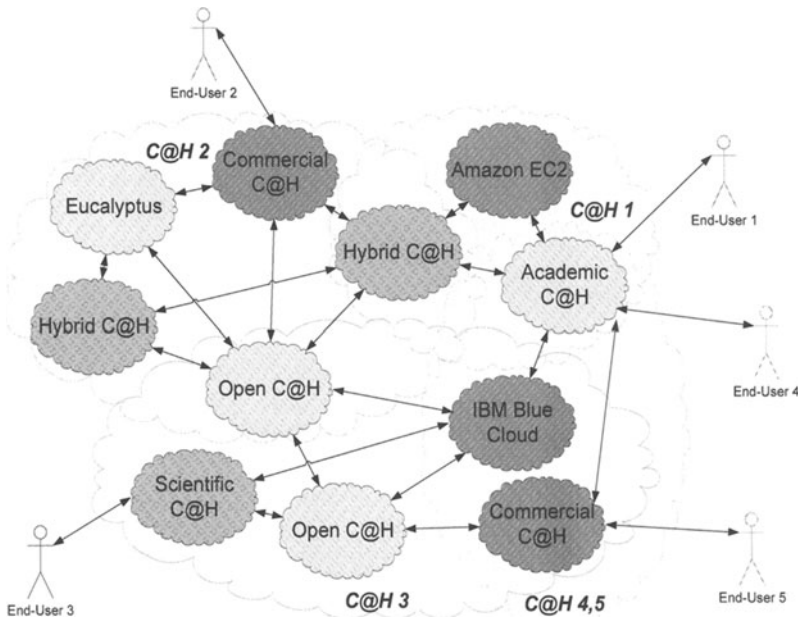 End-User 2
C@H 2
Commercial
C@H
Amazon EC2
End-User 1
Eucalyptus
C@H 1
Hybrid C@H
Academic
C@H
Hybrid C@H
End-User 4
Open C@H
IBM Blue
Cloud
Scientific
C@H
Open C@H
Commercial
C@H
End-User 3
C@H 3
C@H 4,5
End-User 5